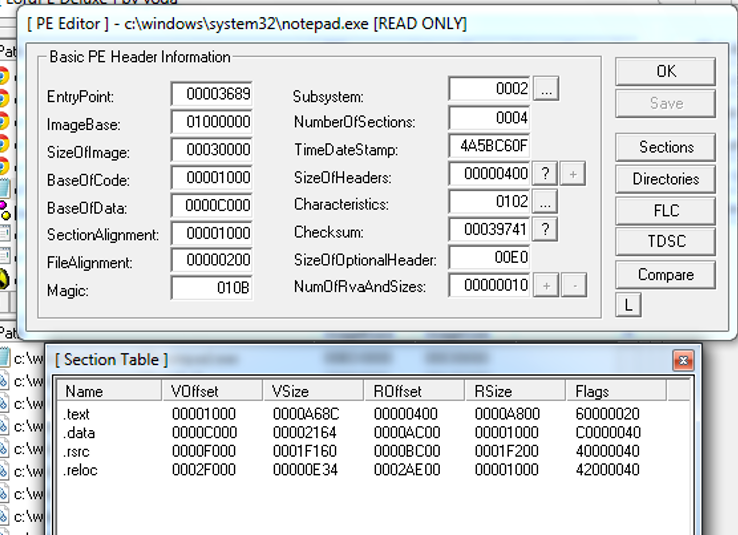 LordPE Deluxe ] by yoda
[ PE Editor ] - c:\windows\system32\notepad.exe [READ ONLY]
Pat
Basic PE Header Information
EntryPoint: 00003689 Subsystem: 0002 ... OK
ImageBase: 01000000 NumberOfSections: 0004 Save
SizeOfImage: 00030000 TimeDateStamp: 4A5BC60F Sections
BaseOfCode: 00001000 SizeOfHeaders: 00000400 ? + Directories
BaseOfData: 0000C000 Characteristics: 0102 ... FLC
SectionAlignment: 00001000 Checksum: 00039741 ? TDSC
FileAlignment: 00000200 SizeOfOptionalHeader: 00E0 Compare
Magic: 010B NumOfRvaAndSizes: 00000010 + - L
Pat
[ Section Table ]
Name VOffset VSize ROffset RSize Flags
.text 00001000 0000A68C 00000400 0000A800 60000020
.data 0000C000 00002164 0000AC00 00001000 C0000040
.rsrc 0000F000 0001F160 0000BC00 0001F200 40000040
.reloc 0002F000 00000E34 0002AE00 00001000 42000040
c:\w
c:\w
c:\w
c:\w
c:\w
c:\w
c:\w
c:\w